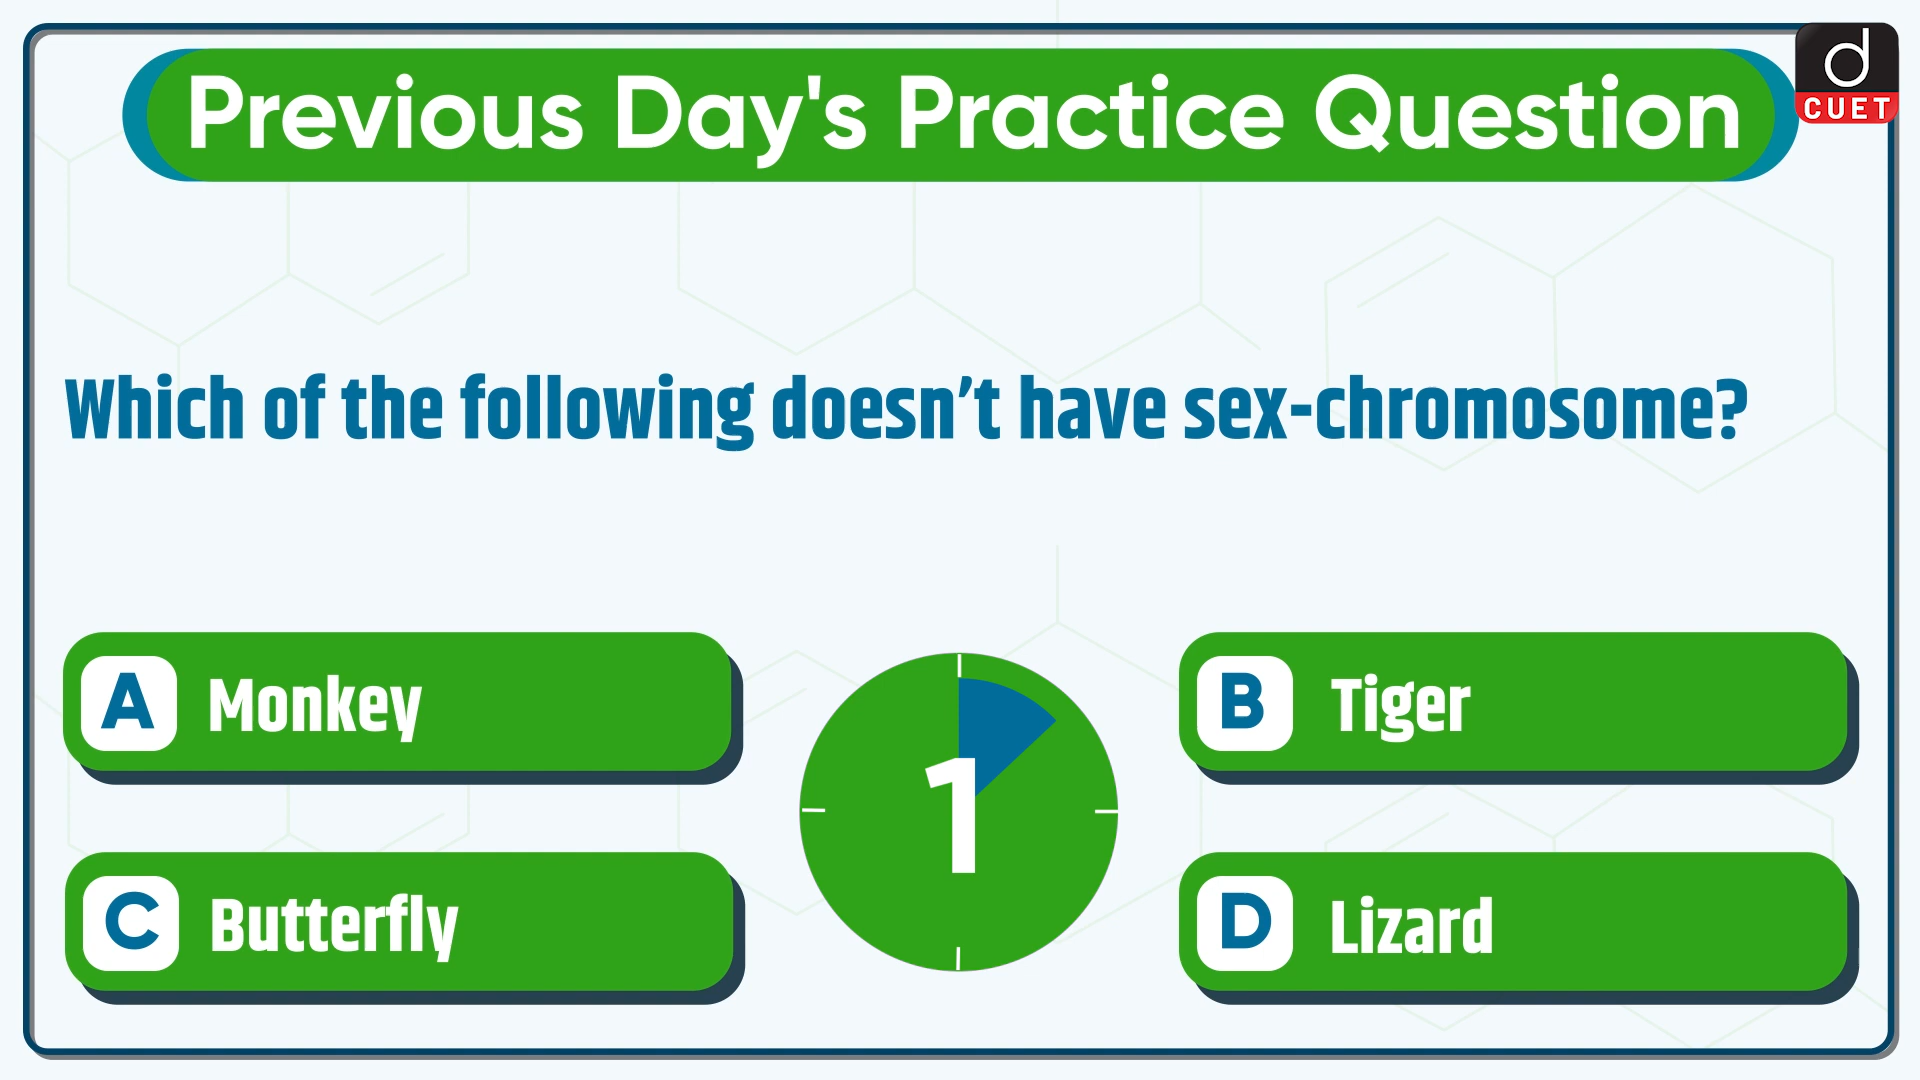 Previous Day's Practice Question
d
CUET
Which of the following doesn’t have sex-chromosome?
A Monkey
B Tiger
1
C Butterfly
D Lizard